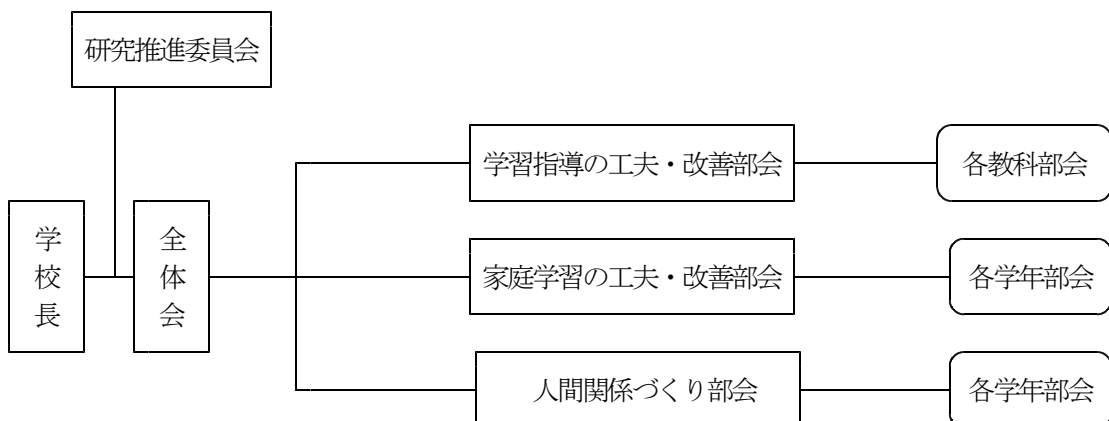 研究推進委員会
学習指導の工夫・改善部会
各教科部会
学校長
全体会
家庭学習の工夫・改善部会
各学年部会
人間関係づくり部会
各学年部会